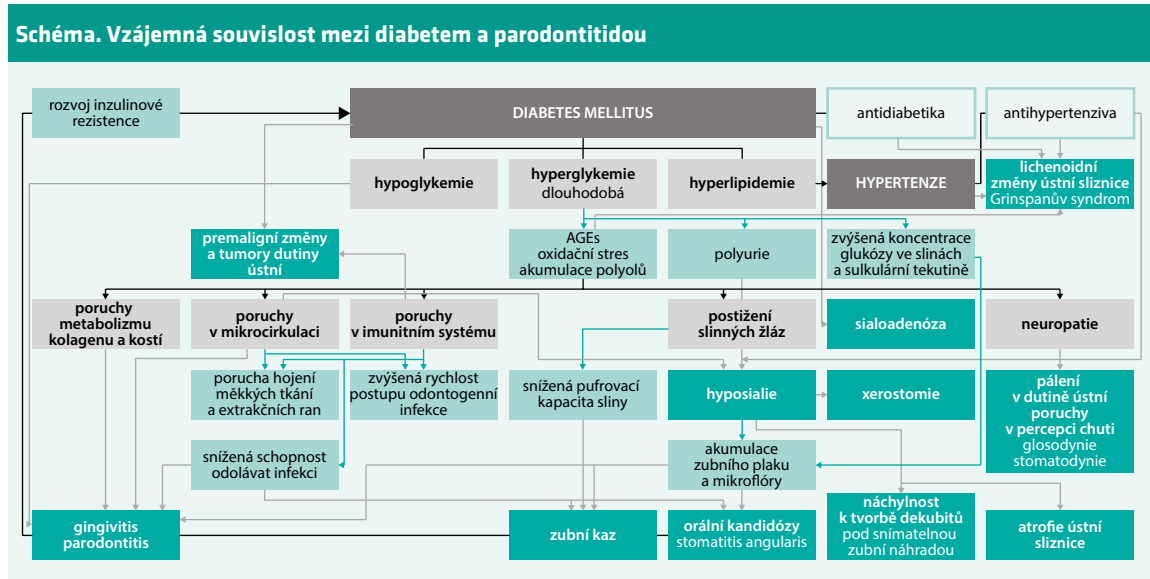 Schéma. Vzájemná souvislost mezi diabetem a parodontitidou
rozvoj inzulinové
rezistence
DIABETES MELLITUS
antidiabetika
antihypertenziva
hypoglykemie
hyperglykemie
dlouhodobá
hyperlipidemie
HYPERTENZE
lichenoidní
změny ústní sliznice
Grinspanův syndrom
premaligní změny
a tumory dutiny
ústní
AGEs
oxidační stres
akumulace polyolů
polyurie
zvýšená koncentrace
glukózy ve slinách
a sulkulární tekutině
poruchy
metabolizmu
kolagenu a kostí
poruchy
v mikrocirkulaci
poruchy
v imunitním systému
postižení
slinných žláz
sialoadenóza
neuropatie
porucha hojení
měkkých tkání
a extrakčních ran
zvýšená rychlost
postupu odontogenní
infekce
snížená pufrovací
kapacita sliny
hyposialie
xerostomie
pálení
v dutině ústní
poruchy
v percepci chuti
glosodynie
stomatodynie
snížená schopnost
odolávat infekci
akumulace
zubního plaku
a mikroflóry
gingivitis
parodontitis
zubní kaz
orální kandidózy
stomatitis angularis
náchylnost
k tvorbě dekubitů
pod snímatelnou
zubní náhradou
atrofie ústní
sliznice